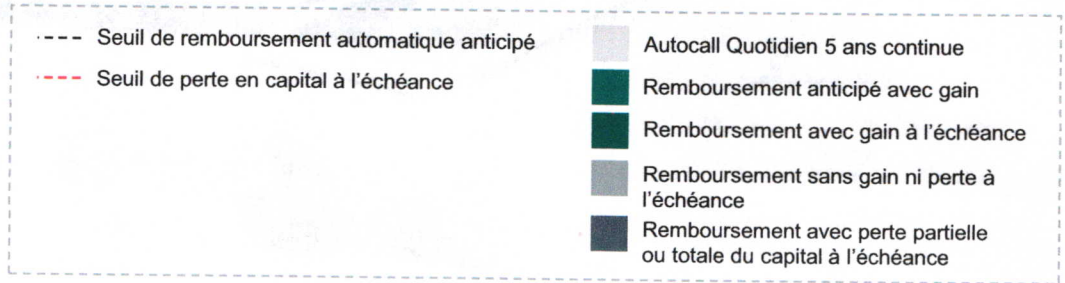 Seuil de remboursement automatique anticipé
Seuil de perte en capital à l'échéance
Autocall Quotidien 5 ans continue
Remboursement anticipé avec gain
Remboursement avec gain à l'échéance
Remboursement sans gain ni perte à
l'échéance
Remboursement avec perte partielle
ou totale du capital à l'échéance